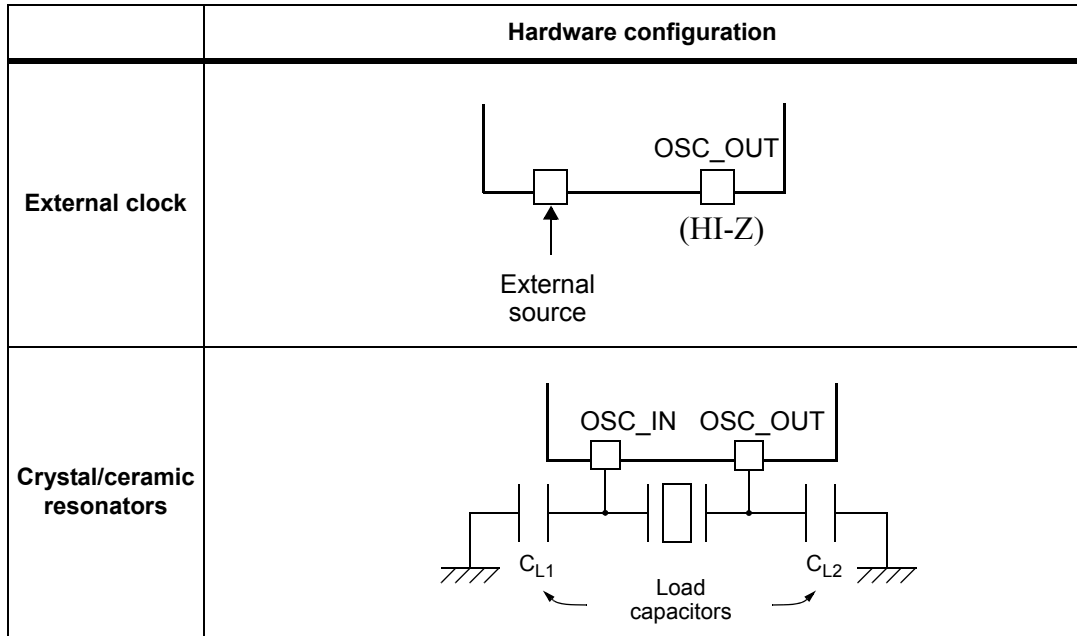 Hardware configuration
External clock
OSC_OUT
(HI-Z)
External
source
Crystal/ceramic
resonators
OSC_IN OSC_OUT
CL1
CL2
Load
capacitors